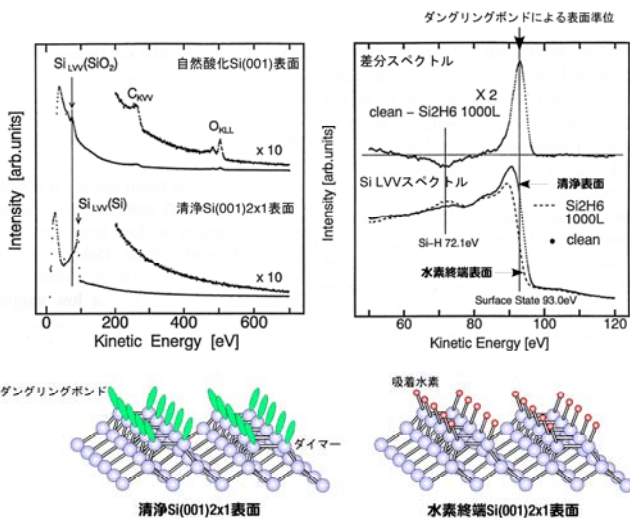 Si LVV(SiO2)
自然酸化Si(001)表面
CKVV
OKLL
x 10
Si LVV(Si)
清浄Si(001)2x1表面
x 10
Intensity [arb.units]
0 200 400 600
Kinetic Energy [eV]
ダングリングボンドによる表面準位
差分スペクトル
X 2
clean − Si2H6 1000L
Si LVVスペクトル
清浄表面
Si2H6
1000L
clean
Si−H 72.1eV
水素終端表面
Surface State 93.0eV
Intensity [arb.units]
60 80 100 120
Kinetic Energy [eV]
ダングリングボンド
ダイマー
清浄Si(001)2x1表面
吸着水素
水素終端Si(001)2x1表面